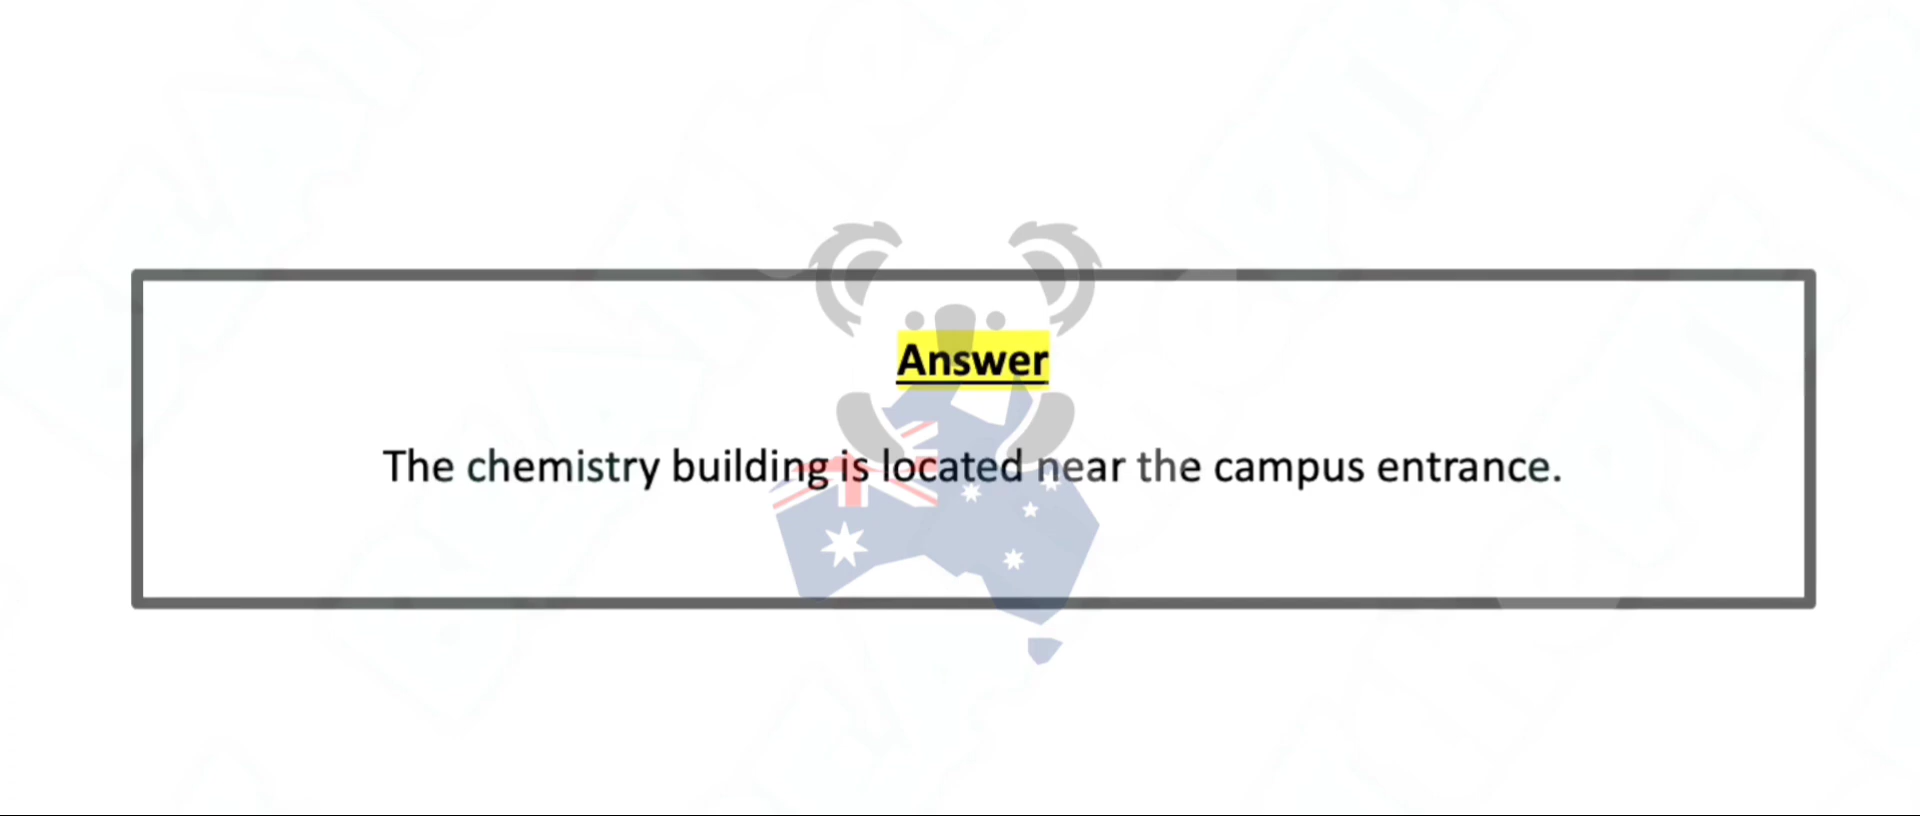 Answer
The chemistry building is located near the campus entrance.